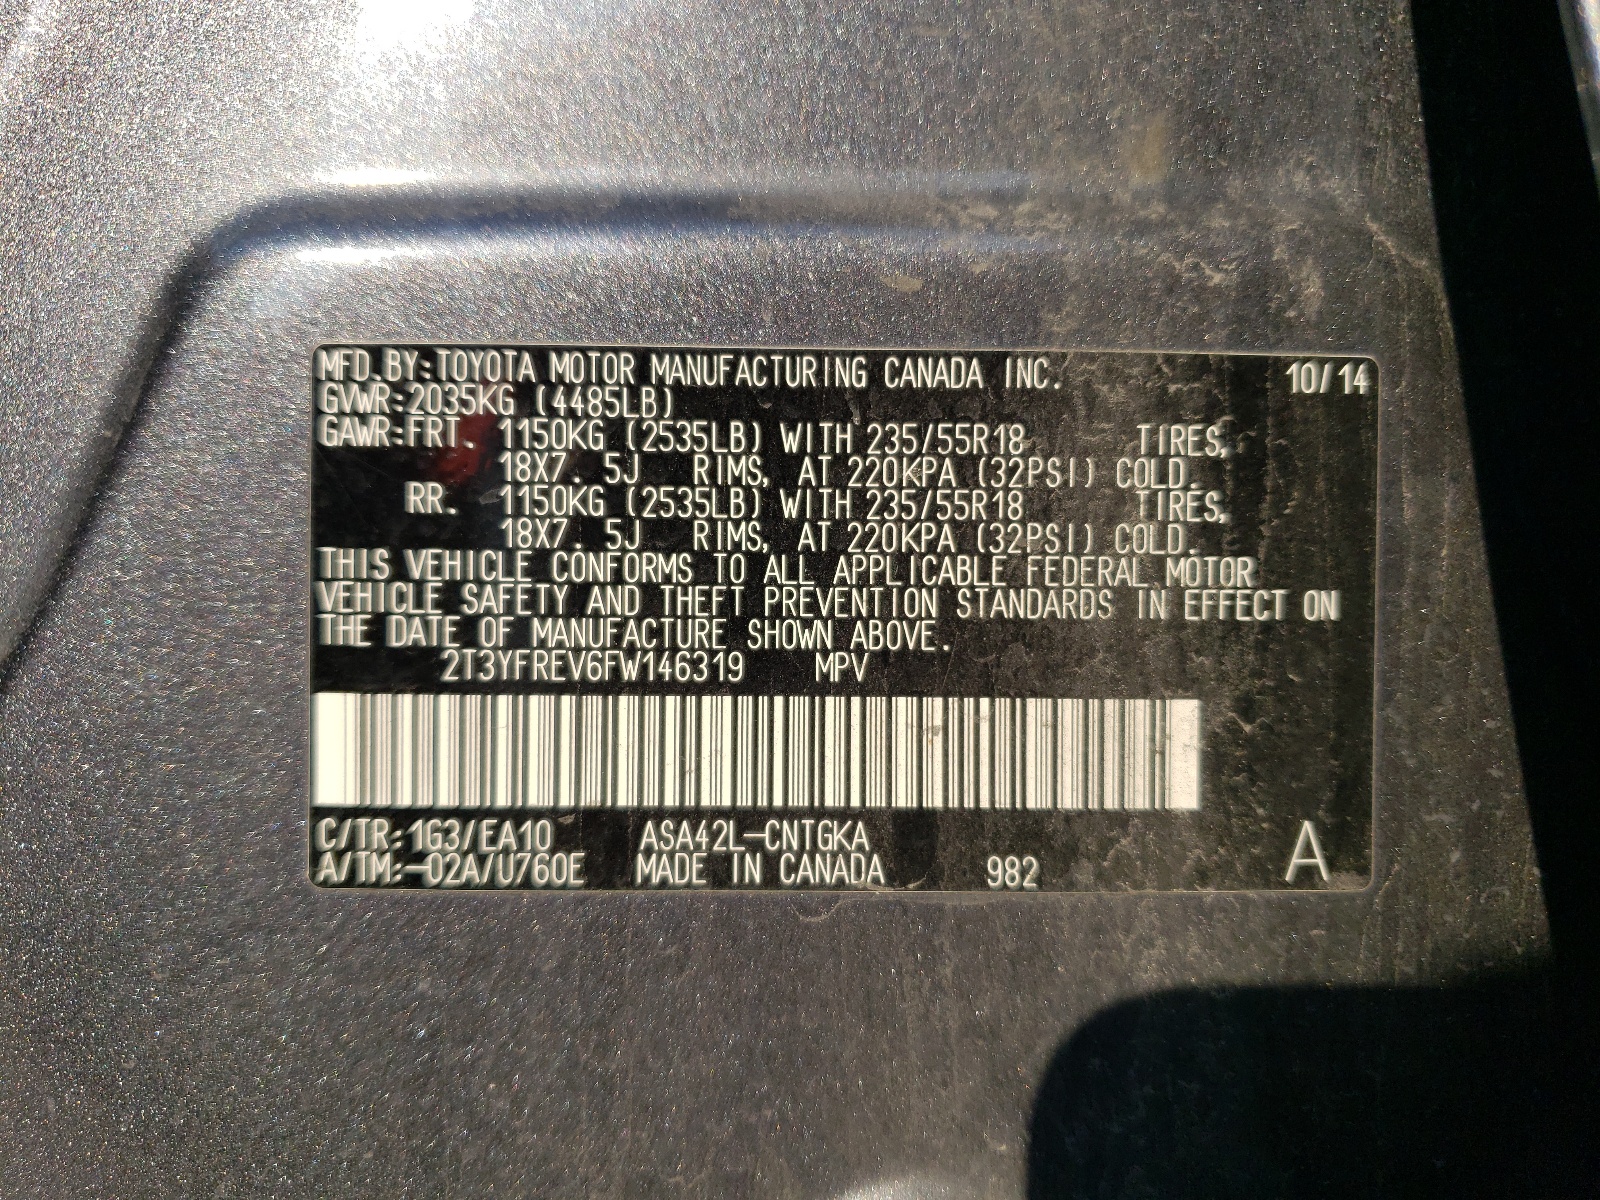 MFD.BY:TOYOTA MOTOR MANUFACTURING CANADA INC. 10/14
GVWR:2035KG (4485LB)
GAWR:FRT. 1150KG (2535LB) WITH 235/55R18 TIRES,
18X7. 5J RIMS, AT 220KPA (32PSI) COLD.
RR. 1150KG (2535LB) WITH 235/55R18 TIRES,
18X7. 5J RIMS, AT 220KPA (32PSI) COLD.
THIS VEHICLE CONFORMS TO ALL APPLICABLE FEDERAL MOTOR
VEHICLE SAFETY AND THEFT PREVENTION STANDARDS IN EFFECT ON
THE DATE OF MANUFACTURE SHOWN ABOVE.
2T3YFREV6FW146319 MPV
C/TR:1G3/EA10 ASA42L-CNTGKA A
A/TM:-02A/U760E MADE IN CANADA 982